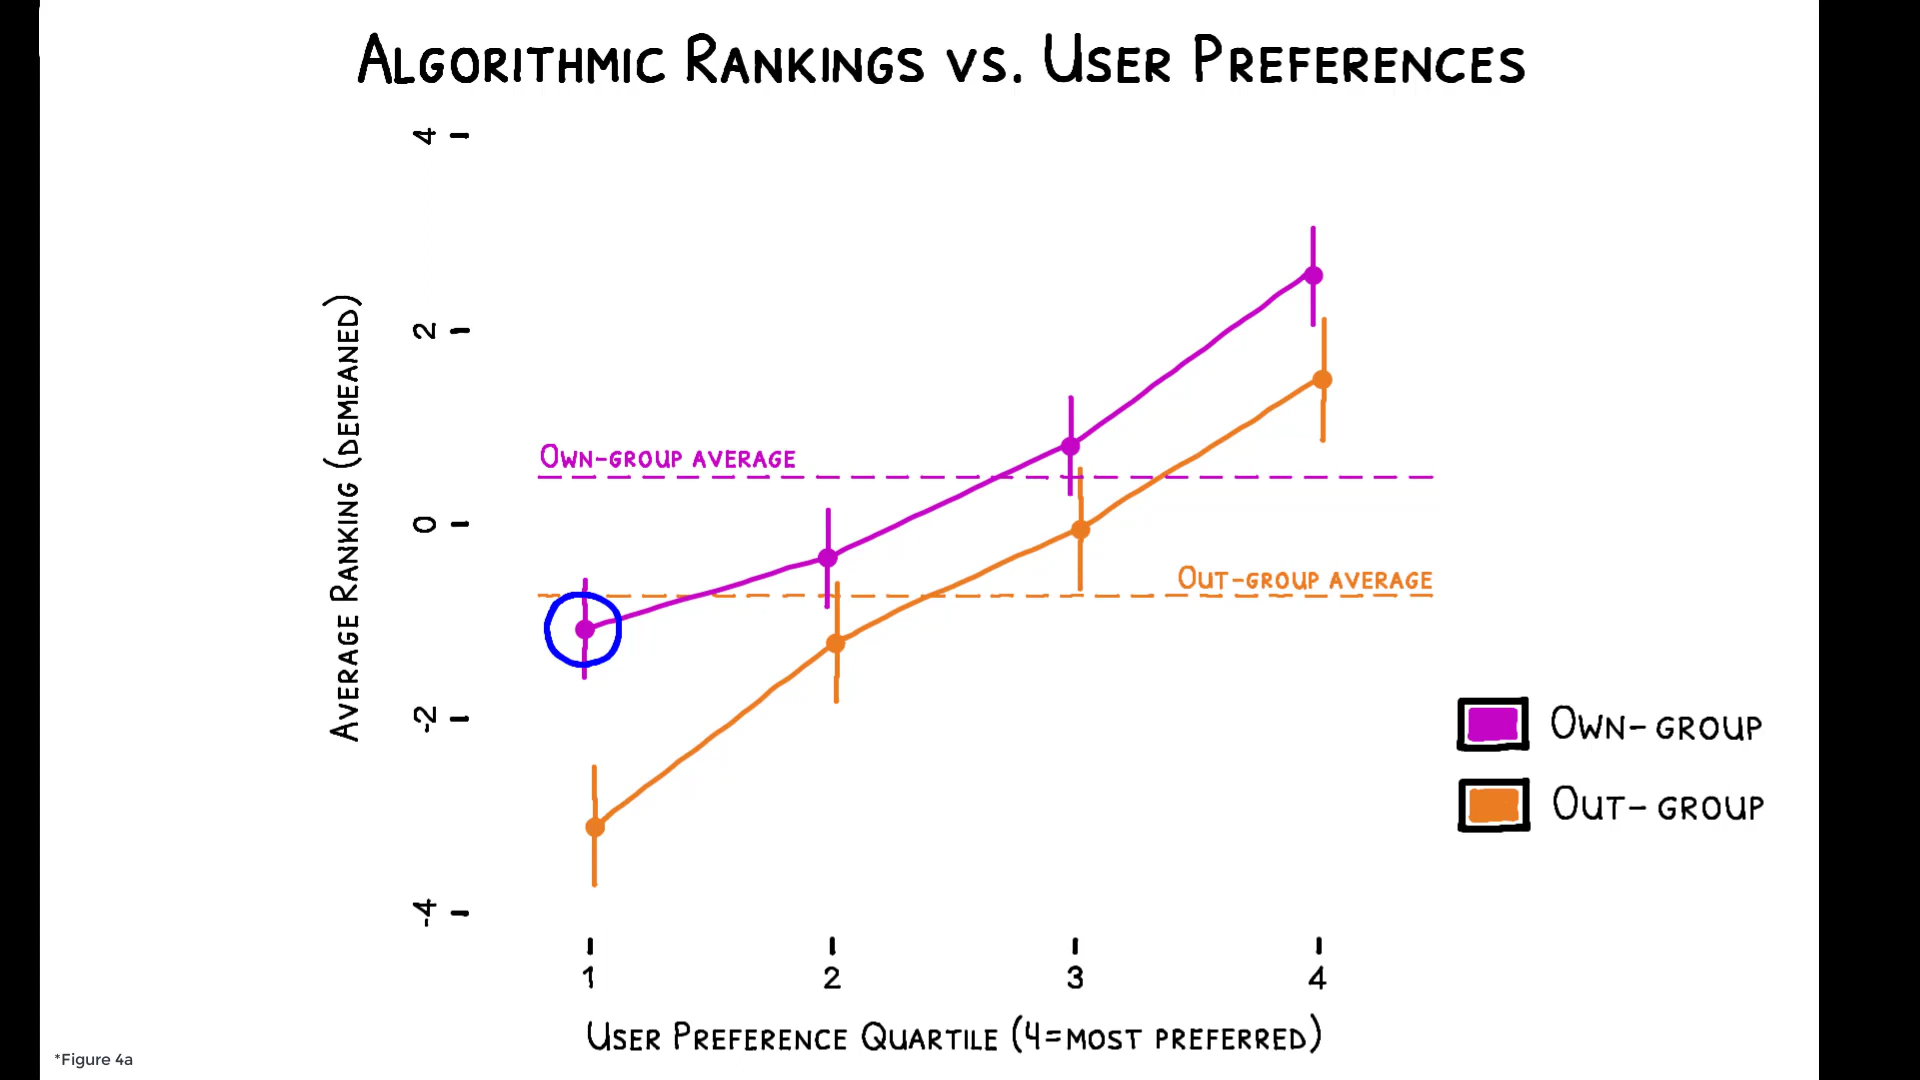 ALGORITHMIC RANKINGS VS. USER PREFERENCES
4
2
0
-2
-4
AVERAGE RANKING (DEMEANED)
OWN-GROUP AVERAGE
OUT-GROUP AVERAGE
OWN-GROUP
OUT-GROUP
1 2 3 4
USER PREFERENCE QUARTILE (4=MOST PREFERRED)
*Figure 4a